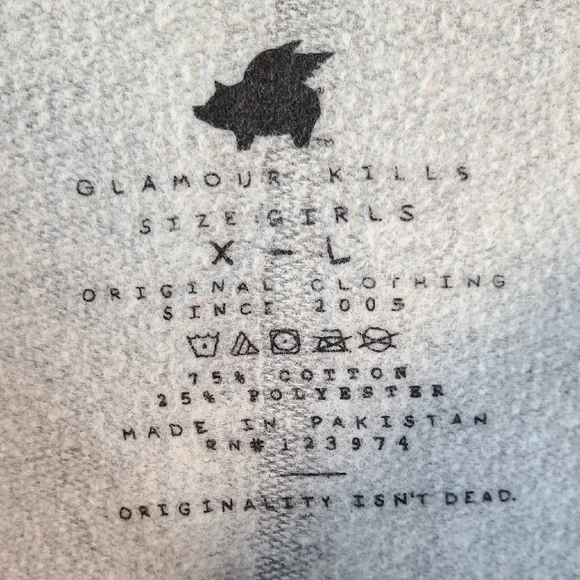 GLAMOUR KILLS
SIZE GIRLS
X-L
ORIGINAL CLOTHING
SINCE 2005
75% COTTON
25% POLYESTER
MADE IN PAKISTAN
RN#123974
ORIGINALITY ISN'T DEAD.